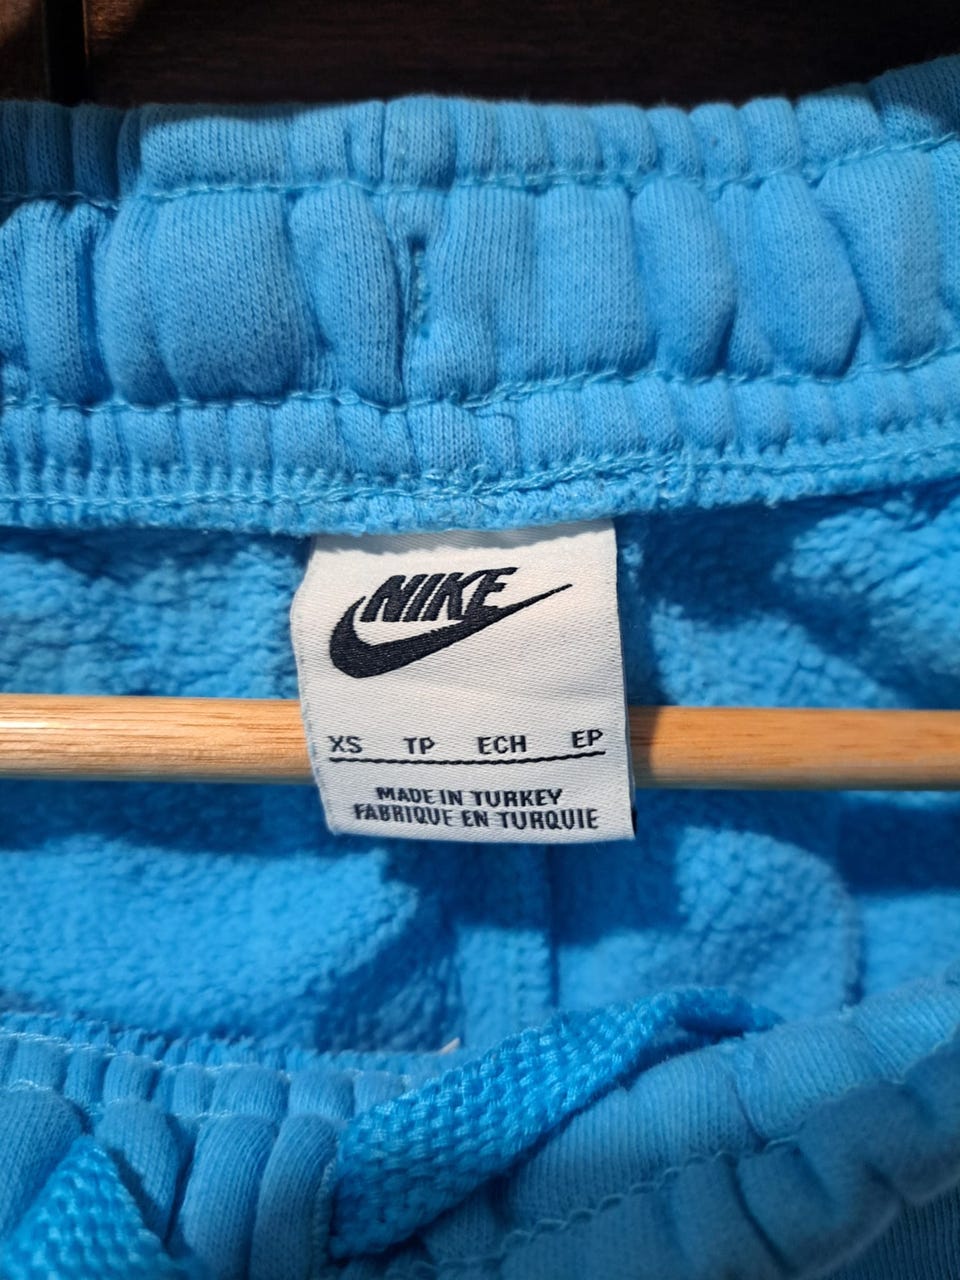 NIKE
XS TP ECH EP
MADE IN TURKEY
FABRIQUE EN TURQUIE